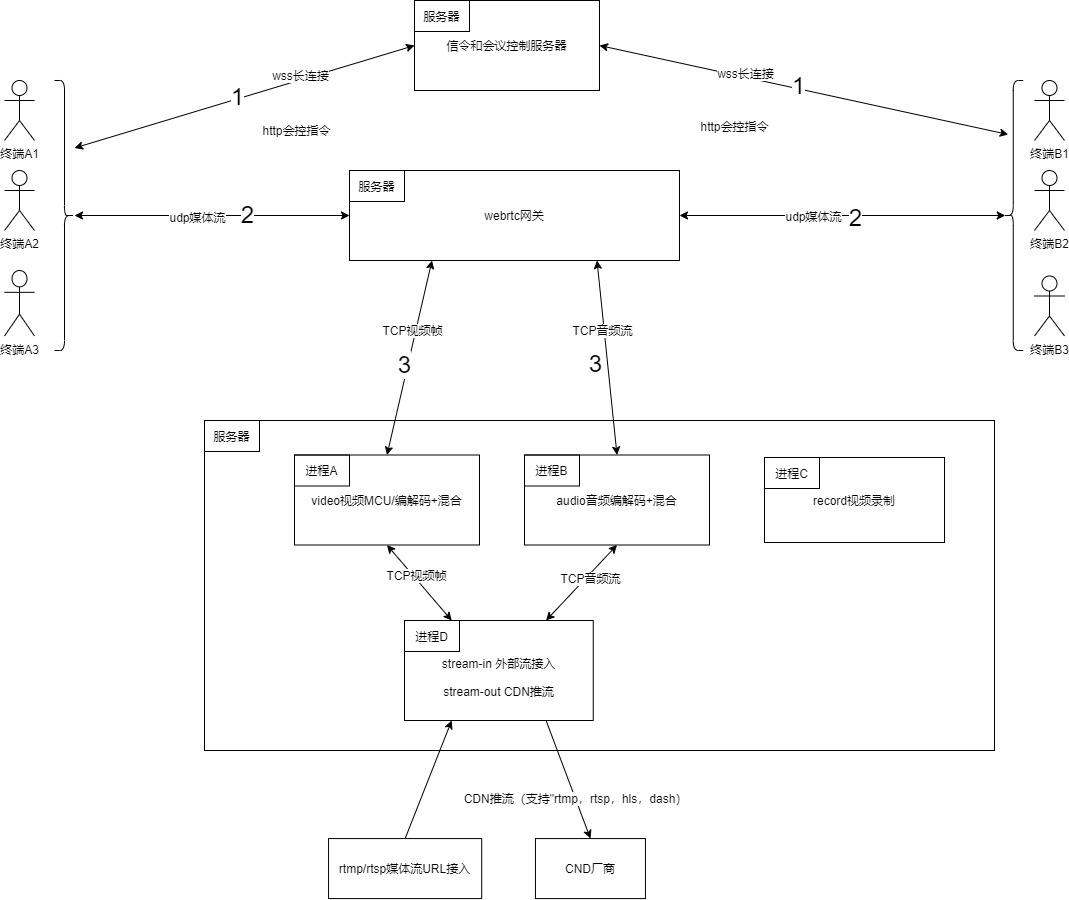 服务器
信令和会议控制服务器
wss长连接
1
http会控指令
wss长连接
1
http会控指令
终端A1
终端A2
终端A3
终端B1
终端B2
终端B3
服务器
webrtc网关
udp媒体流
2
udp媒体流
2
TCP视频帧
3
TCP音频流
3
服务器
进程A
video视频MCU/编解码+混合
进程B
audio音频编解码+混合
进程C
record视频录制
TCP视频帧
TCP音频流
进程D
stream-in 外部流接入
stream-out CDN推流
CDN推流（支持"rtmp，rtsp，hls，dash）
rtmp/rtsp媒体流URL接入
CND厂商